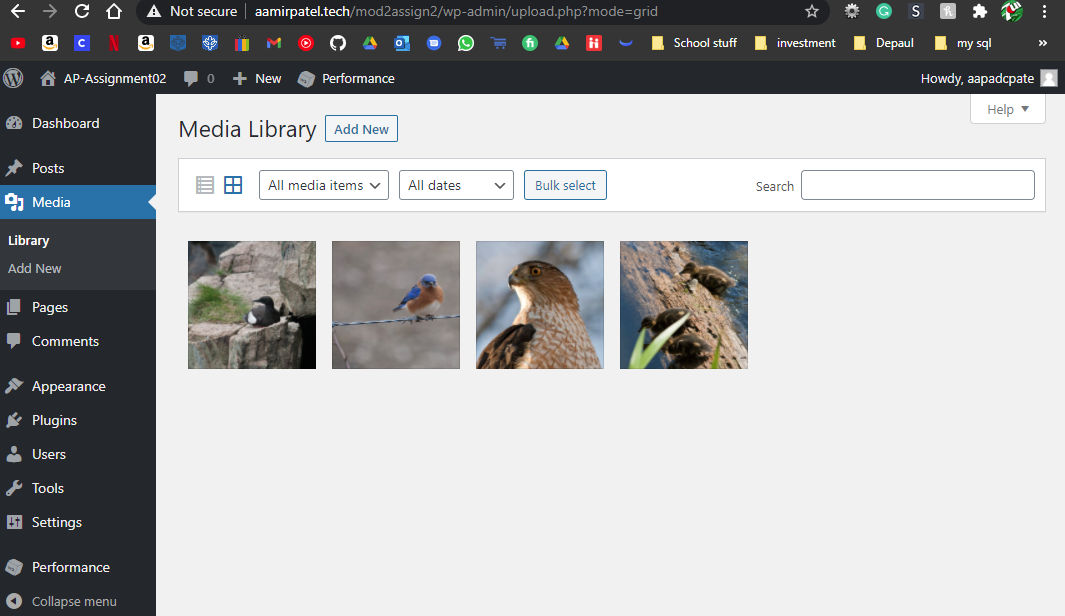 Not secure aamirpatel.tech/mod2assign2/wp-admin/upload.php?mode=grid
School stuff investment Depaul my sql »
AP-Assignment02 0 New Performance Howdy, aapadcpate
Help
Dashboard
Posts
Media
Library
Add New
Pages
Comments
Appearance
Plugins
Users
Tools
Settings
Performance
Collapse menu
Media Library Add New
All media items All dates Bulk select Search